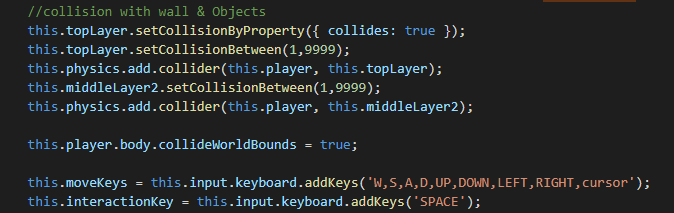 //collision with wall & Objects
this.topLayer.setCollisionByProperty({ collides: true });
this.topLayer.setCollisionBetween(1,9999);
this.physics.add.collider(this.player, this.topLayer);
this.middleLayer2.setCollisionBetween(1,9999);
this.physics.add.collider(this.player, this.middleLayer2);
this.player.body.collideWorldBounds = true;
this.moveKeys = this.input.keyboard.addKeys('W,S,A,D,UP,DOWN,LEFT,RIGHT,cursor');
this.interactionKey = this.input.keyboard.addKeys('SPACE');